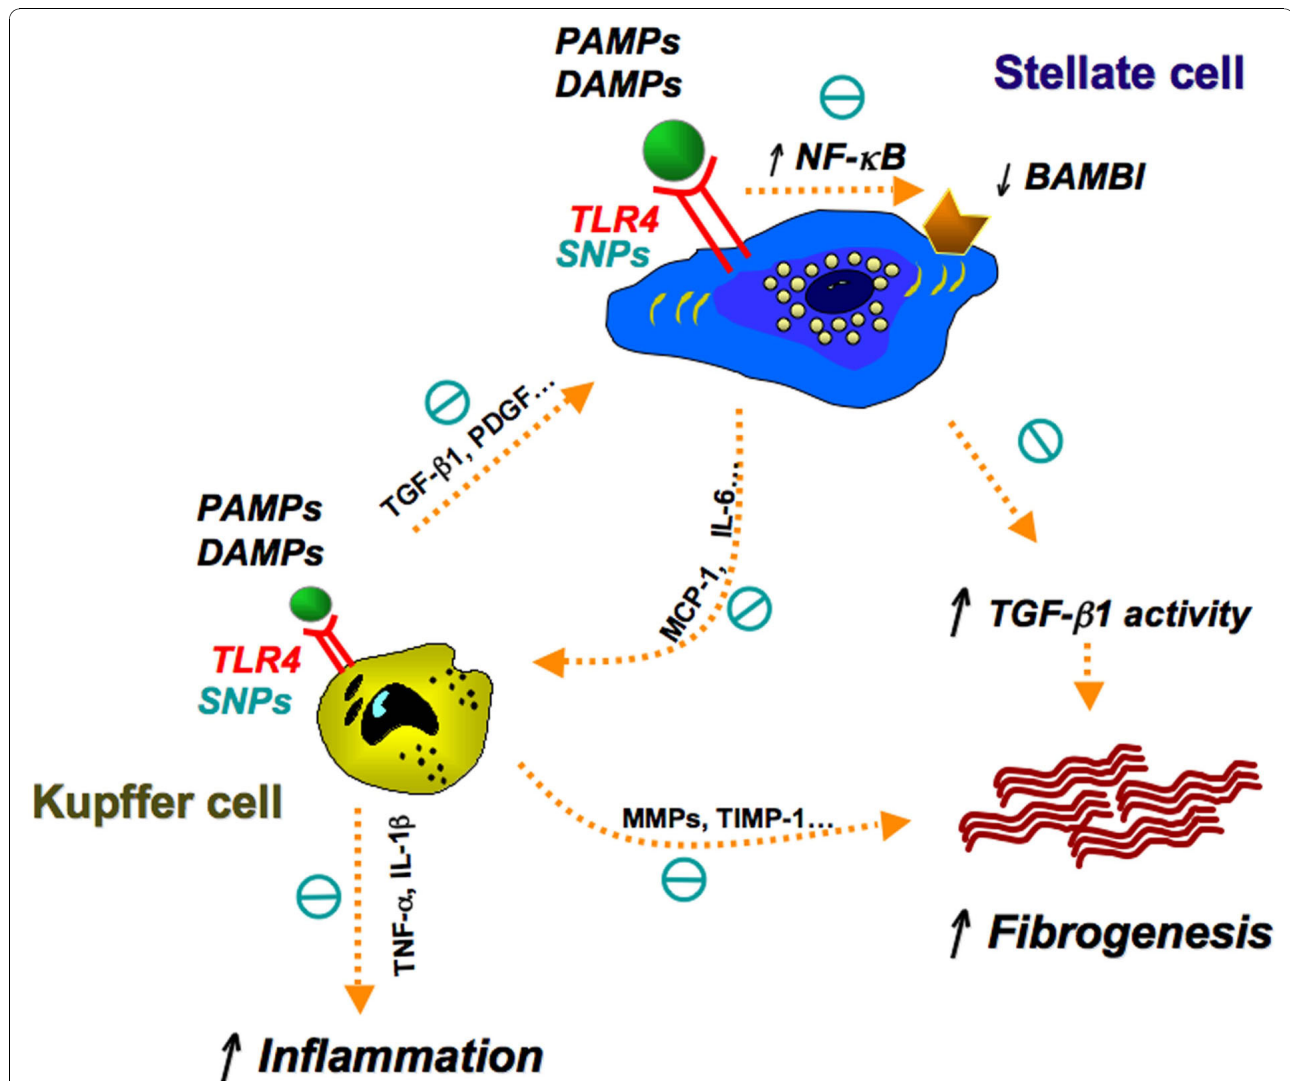 PAMPs
DAMPs
Stellate cell
↑ NF-κB
↓ BAMBI
TLR4
SNPs
TGF-β1, PDGF...
IL-6...
MCP-1,
PAMPs
DAMPs
↑ TGF-β1 activity
TLR4
SNPs
Kupffer cell
MMPs, TIMP-1...
TNF-α, IL-1β
↑ Fibrogenesis
↑ Inflammation